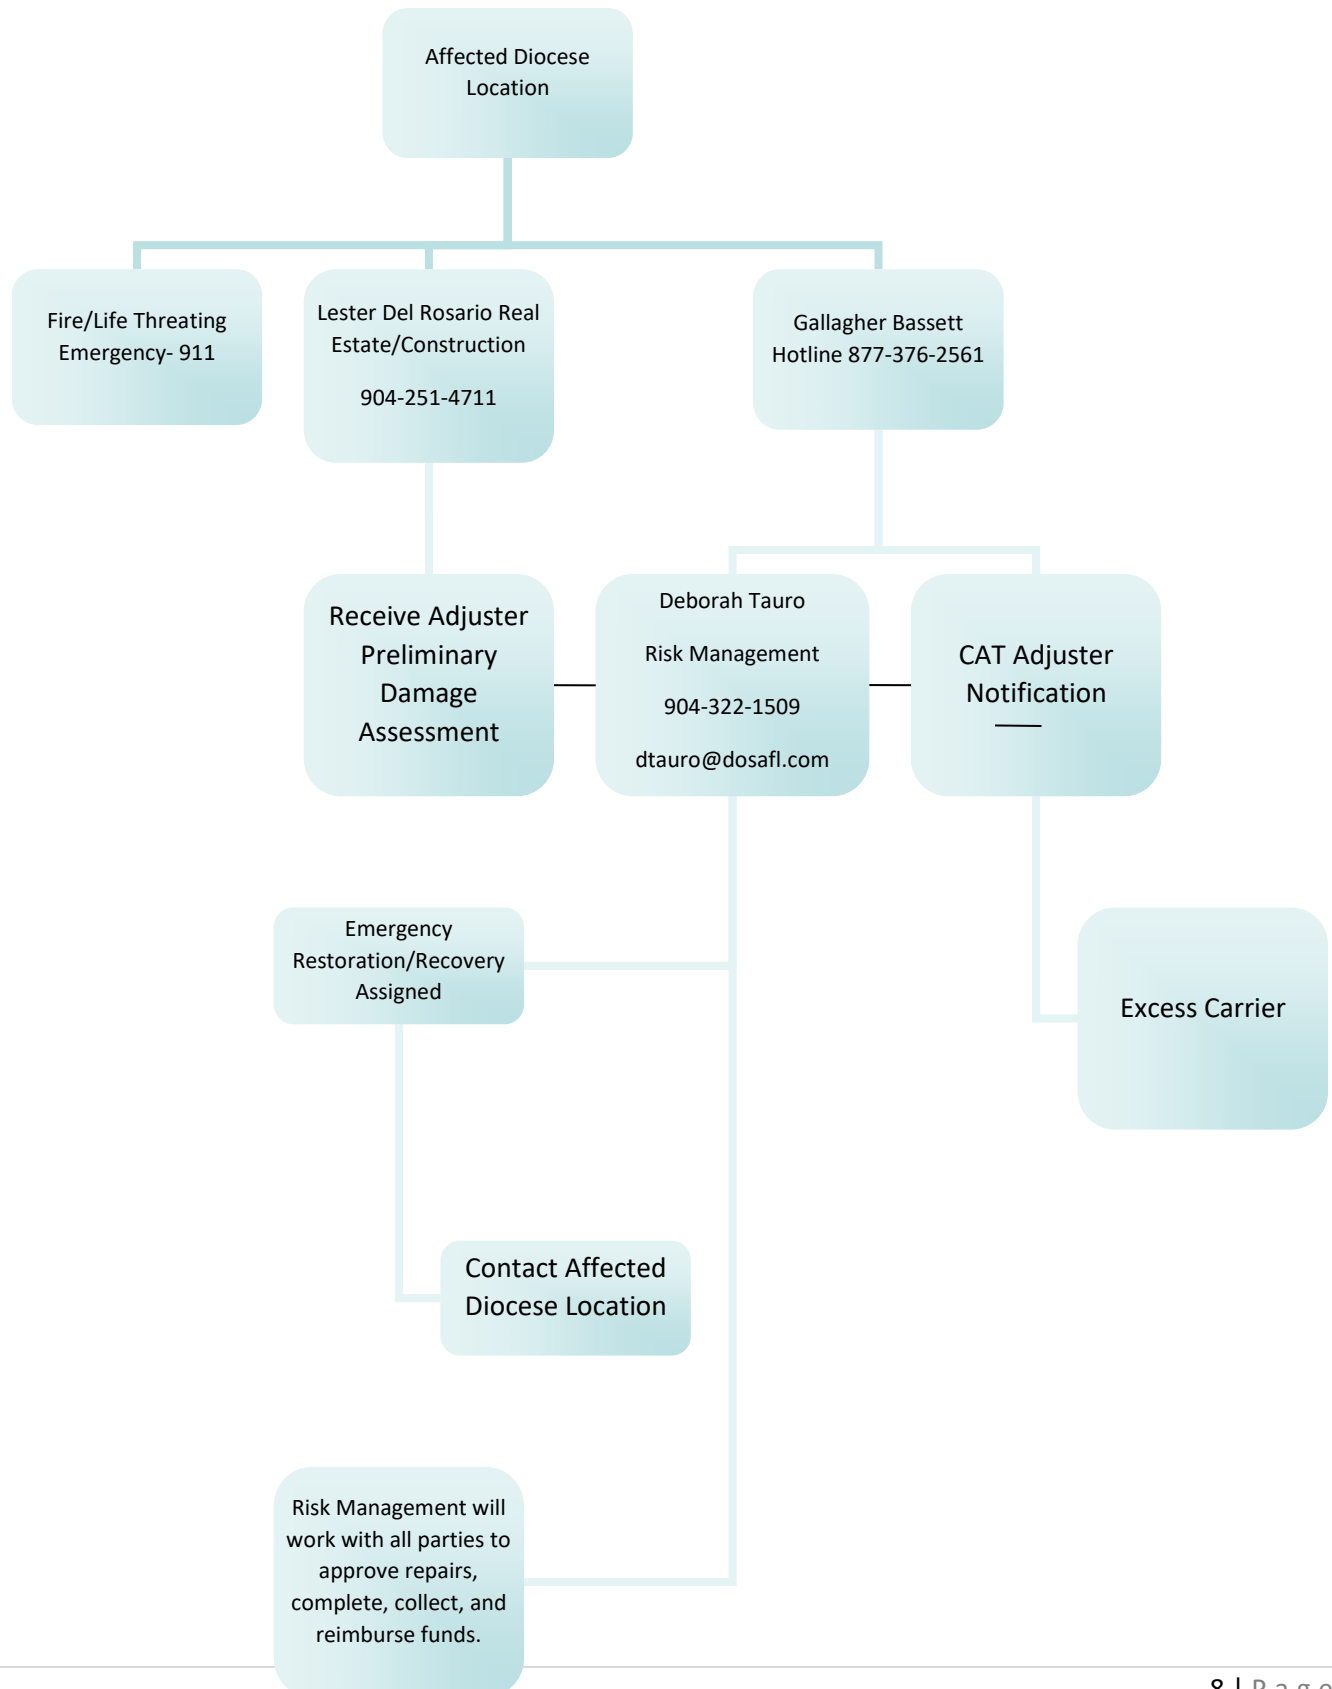 Affected Diocese
Location
Fire/Life Threating
Emergency- 911
Lester Del Rosario Real
Estate/Construction
904-251-4711
Gallagher Bassett
Hotline 877-376-2561
Receive Adjuster
Preliminary
Damage
Assessment
Deborah Tauro
Risk Management
904-322-1509
dtauro@dosafl.com
CAT Adjuster
Notification
Emergency
Restoration/Recovery
Assigned
Excess Carrier
Contact Affected
Diocese Location
Risk Management will
work with all parties to
approve repairs,
complete, collect, and
reimburse funds.
8 | Page